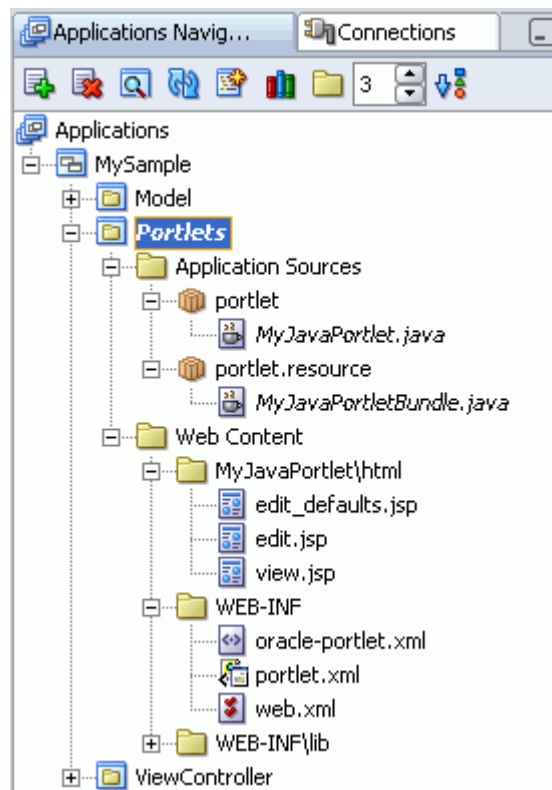 Applications Navig... Connections
3
Applications
MySample
Model
Portlets
Application Sources
portlet
MyJavaPortlet.java
portlet.resource
MyJavaPortletBundle.java
Web Content
MyJavaPortlet\html
edit_defaults.jsp
edit.jsp
view.jsp
WEB-INF
oracle-portlet.xml
portlet.xml
web.xml
WEB-INF\lib
ViewController